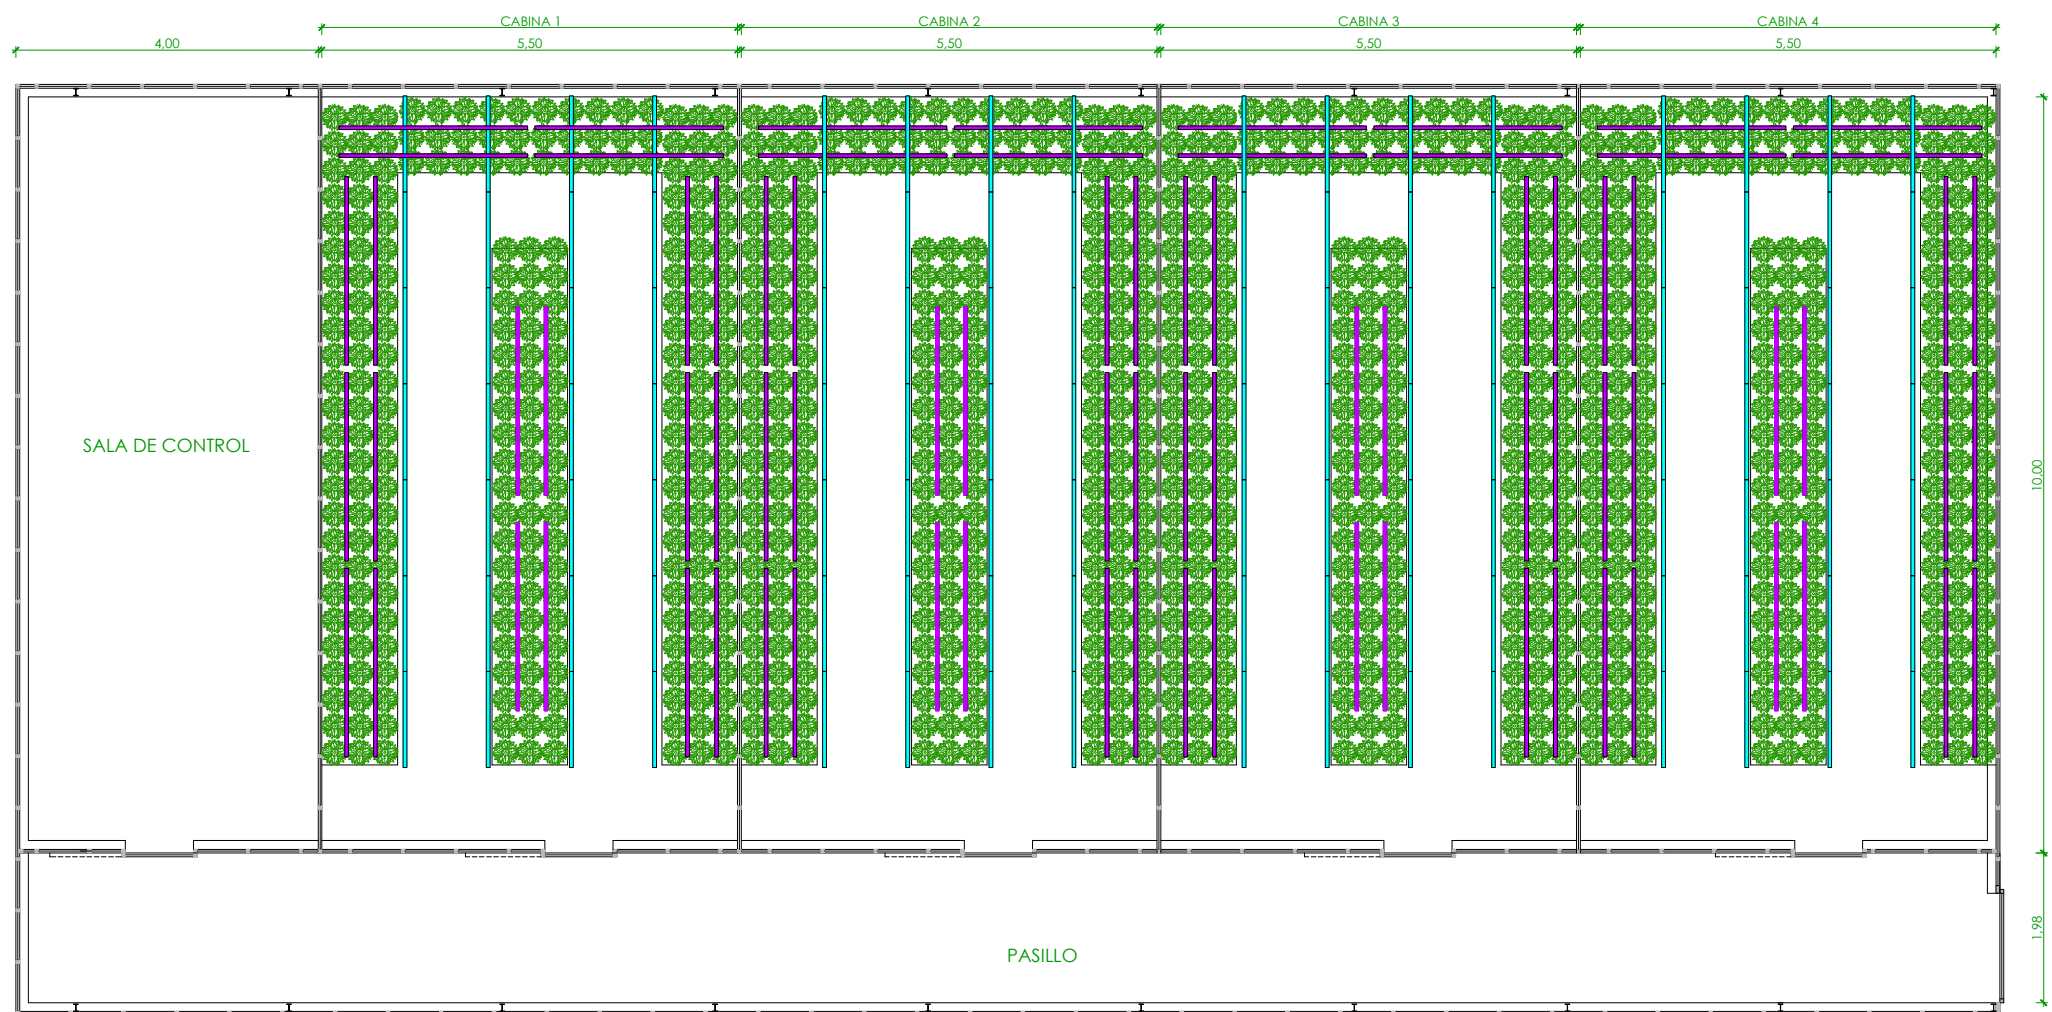 CABINA 1 CABINA 2 CABINA 3 CABINA 4
4,00 5,50 5,50 5,50 5,50
SALA DE CONTROL
10,00
1,98
PASILLO